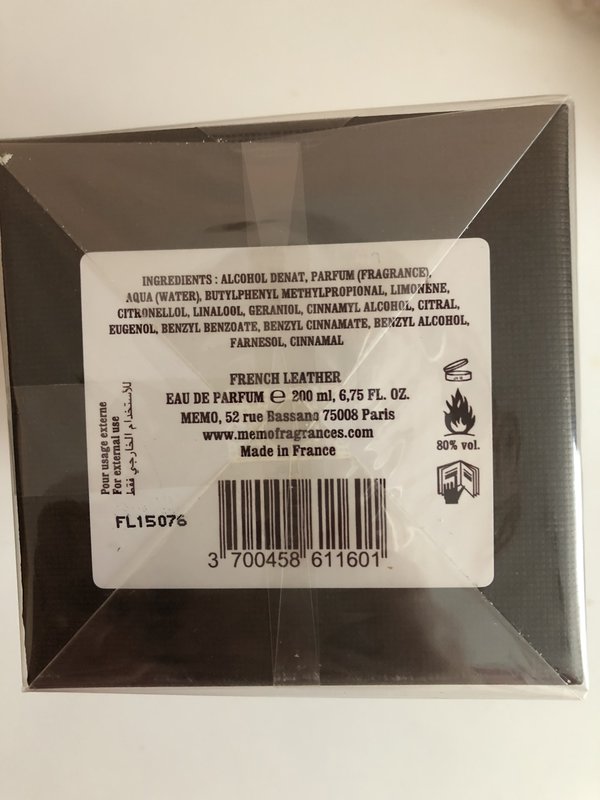 INGREDIENTS : ALCOHOL DENAT, PARFUM (FRAGRANCE),
AQUA (WATER), BUTYLPHENYL METHYLPROPIONAL, LIMONENE,
CITRONELLOL, LINALOOL, GERANIOL, CINNAMYL ALCOHOL, CITRAL,
EUGENOL, BENZYL BENZOATE, BENZYL CINNAMATE, BENZYL ALCOHOL,
FARNESOL, CINNAMAL
FRENCH LEATHER
EAU DE PARFUM ℮ 200 ml, 6,75 FL. OZ.
MEMO, 52 rue Bassano 75008 Paris
www.memofragrances.com
Made in France
80% vol.
Pour usage externe
For external use
للأستخدام الخارجي فقط
FL15076
3 700458 611601